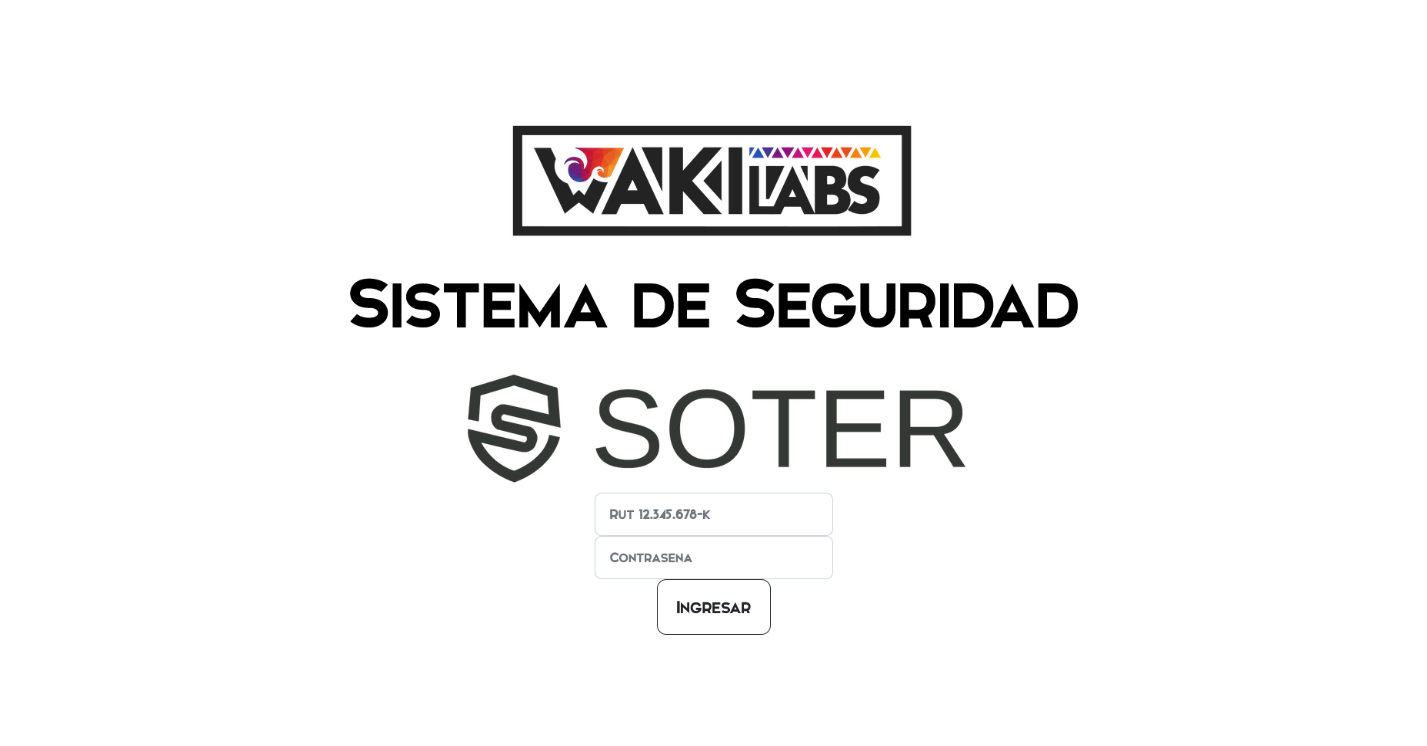 WAKI LABS
Sistema de Seguridad
SOTER
Rut 12.345.678-k
Contrasena
Ingresar